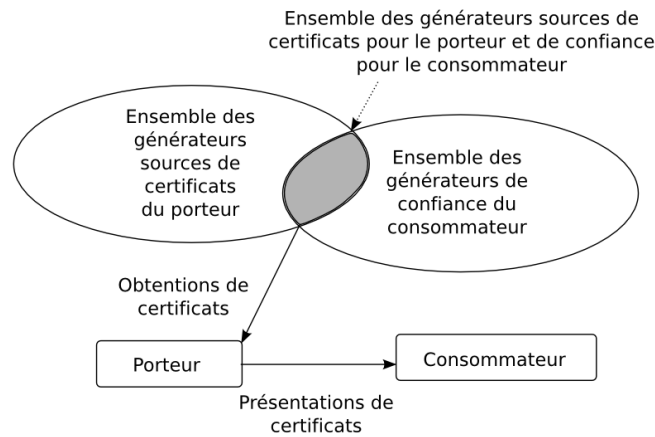 Ensemble des générateurs sources de
certificats pour le porteur et de confiance
pour le consommateur
Ensemble des
générateurs
sources de
certificats
du porteur
Ensemble des
générateurs de
confiance du
consommateur
Obtentions de
certificats
Porteur
Consommateur
Présentations de
certificats